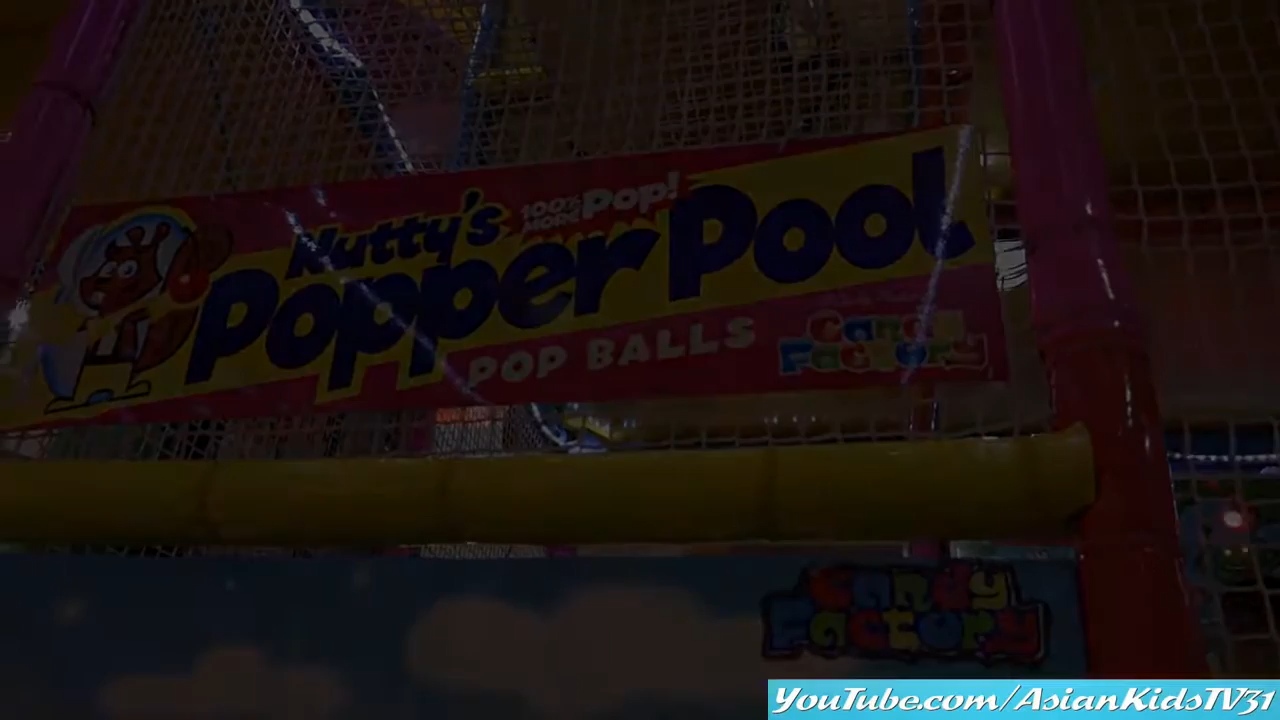 Nutty's
100% MORE Pop!
Popper Pool
POP BALLS
Candy Factory
Candy Factory
YouTube.com/AsianKidsTV31